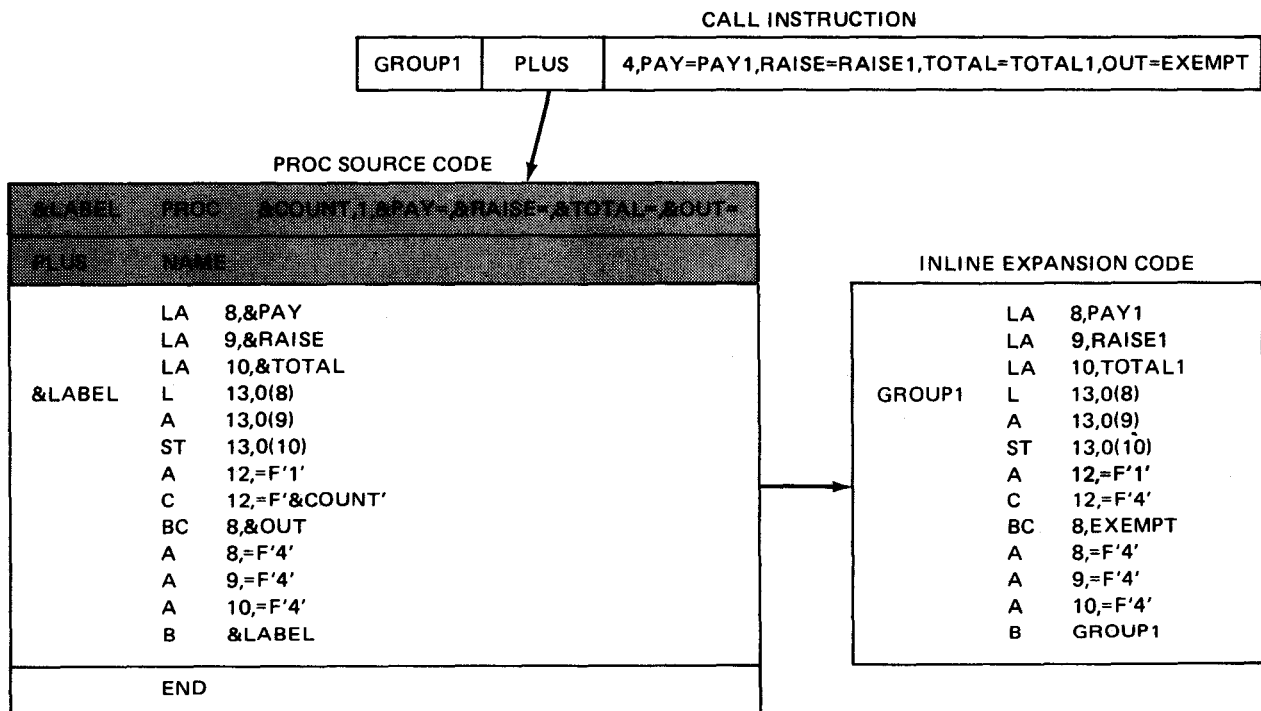 CALL INSTRUCTION
GROUP1 PLUS 4,PAY=PAY1,RAISE=RAISE1,TOTAL=TOTAL1,OUT=EXEMPT
PROC SOURCE CODE
&LABEL PROC &COUNT,1,&PAY=,&RAISE=,&TOTAL=,&OUT=
PLUS NAME
LA 8,&PAY
LA 9,&RAISE
LA 10,&TOTAL
&LABEL L 13,0(8)
A 13,0(9)
ST 13,0(10)
A 12,=F'1'
C 12,=F'&COUNT'
BC 8,&OUT
A 8,=F'4'
A 9,=F'4'
A 10,=F'4'
B &LABEL
END
INLINE EXPANSION CODE
LA 8,PAY1
LA 9,RAISE1
LA 10,TOTAL1
GROUP1 L 13,0(8)
A 13,0(9)
ST 13,0(10)
A 12,=F'1'
C 12,=F'4'
BC 8,EXEMPT
A 8,=F'4'
A 9,=F'4'
A 10,=F'4'
B GROUP1